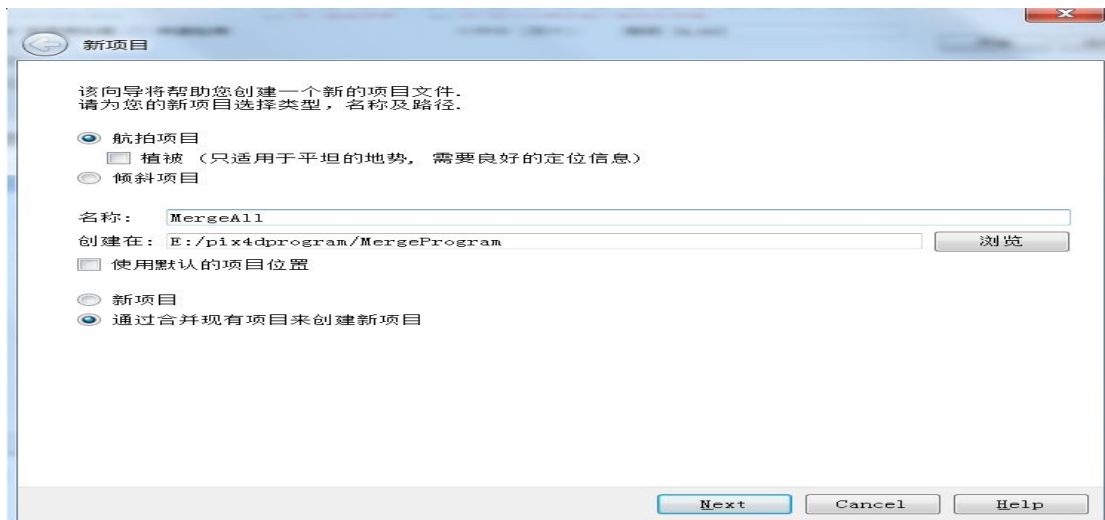 新项目
该向导将帮助您创建一个新的项目文件.
请为您的新项目选择类型，名称及路径.
航拍项目
植被 （只适用于平坦的地势, 需要良好的定位信息）
倾斜项目
名称: MergeAll
创建在: E:/pix4dprogram/MergeProgram 浏览
使用默认的项目位置
新项目
通过合并现有项目来创建新项目
Next Cancel Help